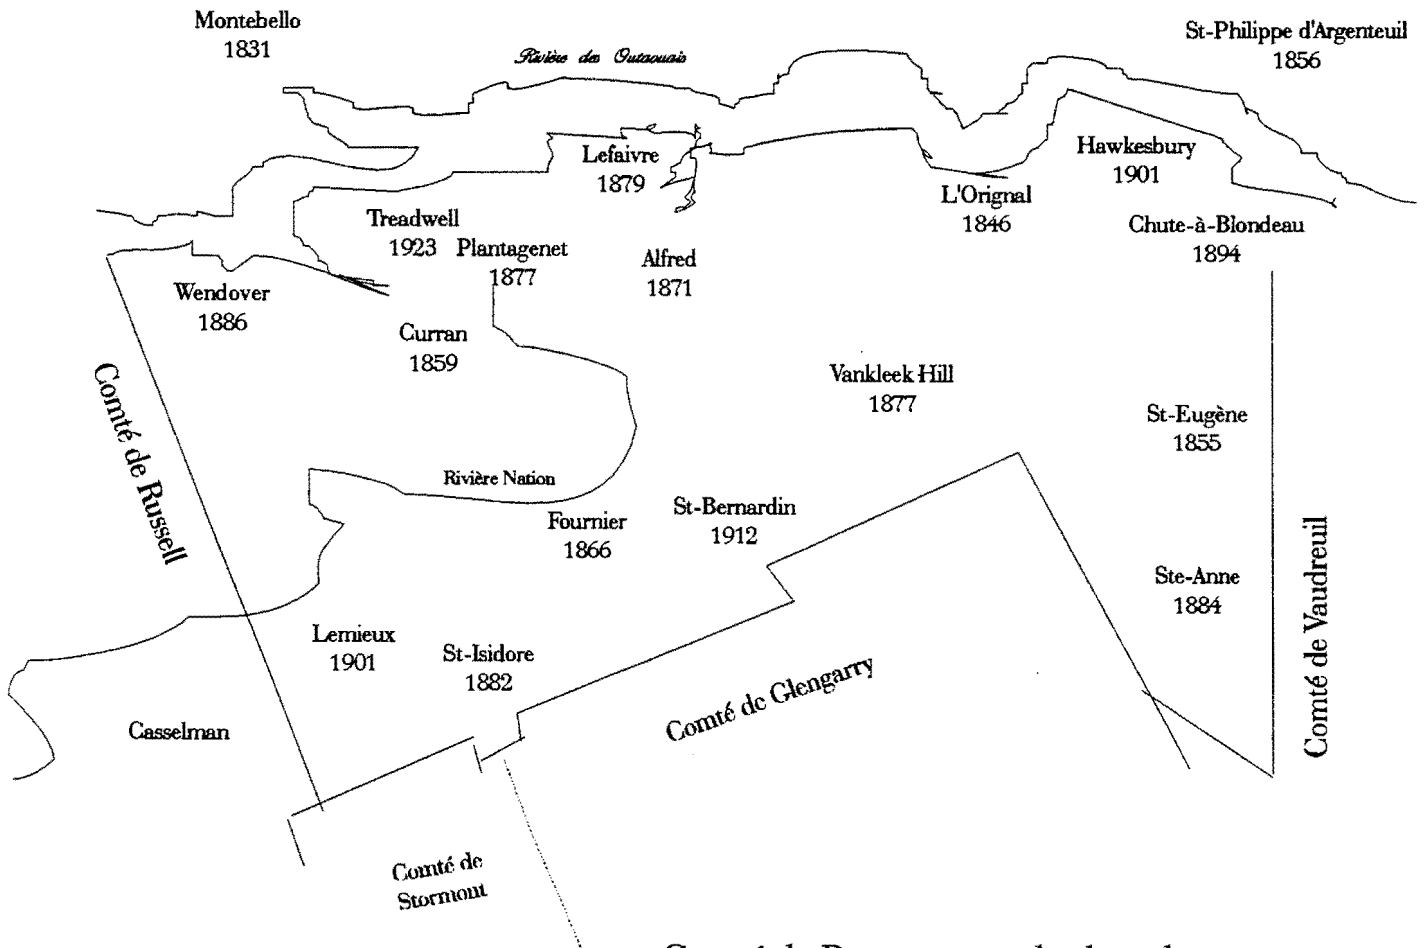 Montebello
1831
St-Philippe d'Argenteuil
1856
Rivière des Outaouais
Lefaivre
1879
Hawkesbury
1901
L'Orignal
1846
Treadwell
1923
Plantagenet
1877
Chute-à-Blondeau
1894
Alfred
1871
Wendover
1886
Curran
1859
Vankleek Hill
1877
Comté de Russell
St-Eugène
1855
Rivière Nation
St-Bernardin
1912
Fournier
1866
Ste-Anne
1884
Comté de Vaudreuil
Lemieux
1901
St-Isidore
1882
Comté de Glengarry
Casselman
Comté de
Stormont